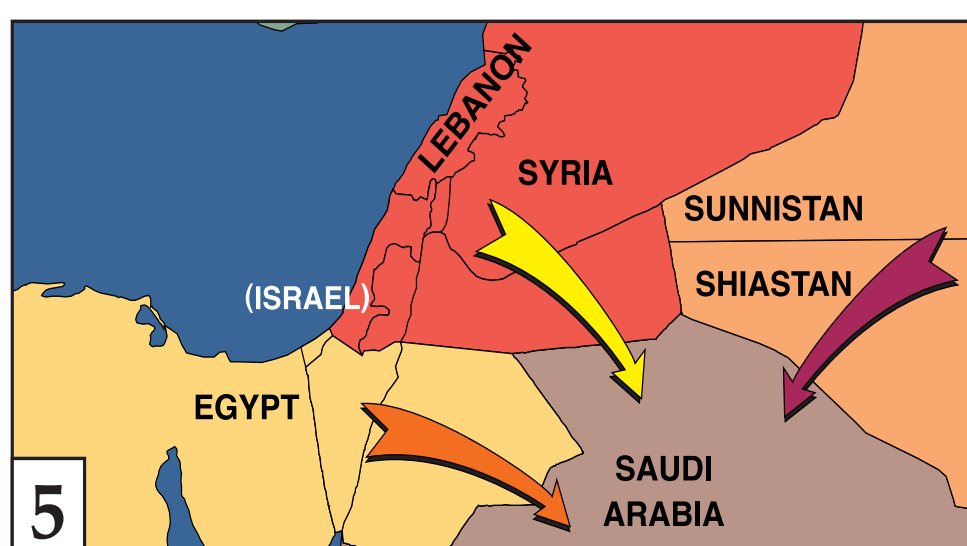 LEBANON
SYRIA
SUNNISTAN
SHIASTAN
(ISRAEL)
EGYPT
SAUDI
ARABIA
5